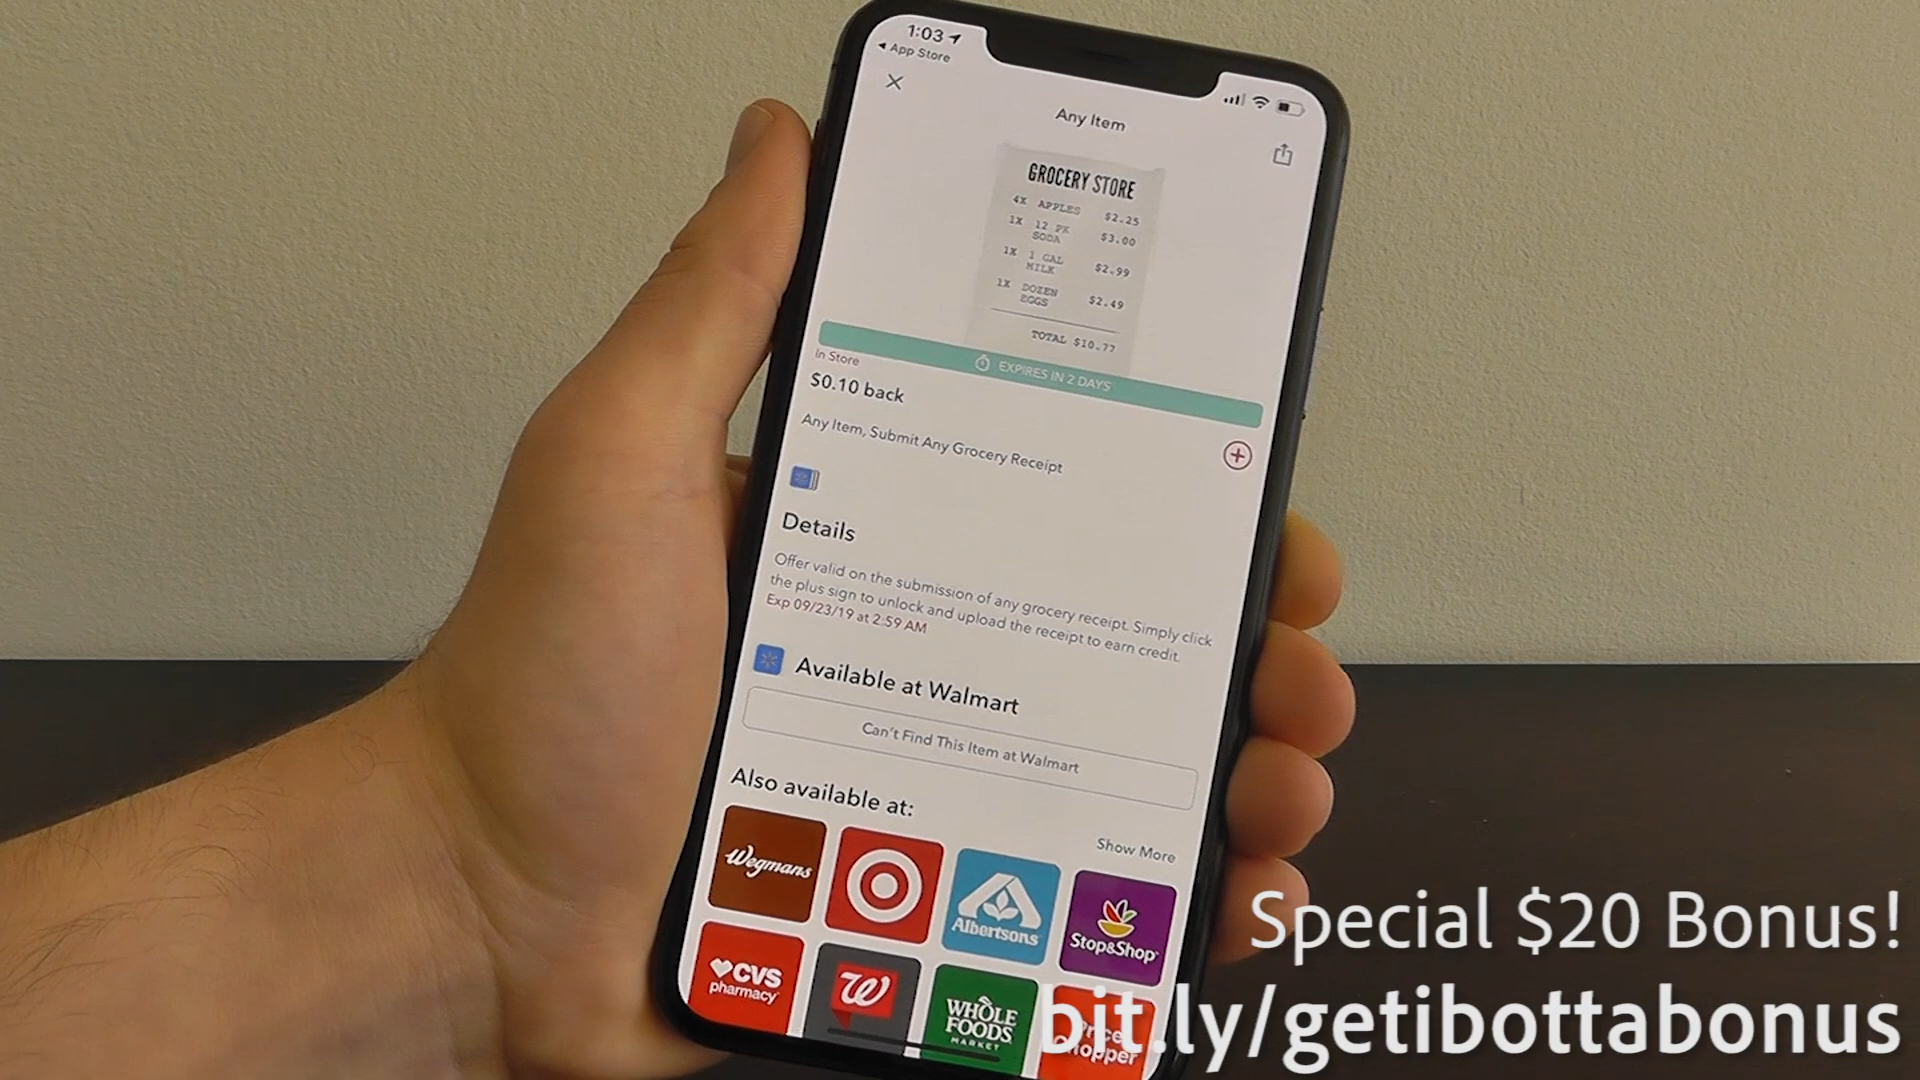 1:03
App Store
Any Item
GROCERY STORE
4X APPLES $2.25
1X 12 PK SODA $3.00
1X 1 GAL MILK $2.99
1X DOZEN EGGS $2.49
TOTAL $10.77
EXPIRES IN 2 DAYS
In Store
$0.10 back
Any Item, Submit Any Grocery Receipt
Details
Offer valid on the submission of any grocery receipt. Simply click
the plus sign to unlock and upload the receipt to earn credit.
Exp 09/23/19 at 2:59 AM
Available at Walmart
Can't Find This Item at Walmart
Also available at:
Show More
Wegmans
Albertsons
Stop&Shop
CVS
pharmacy
W
WHOLE
FOODS
MARKET
Price
Chopper
Special $20 Bonus!
bit.ly/getibottabonus